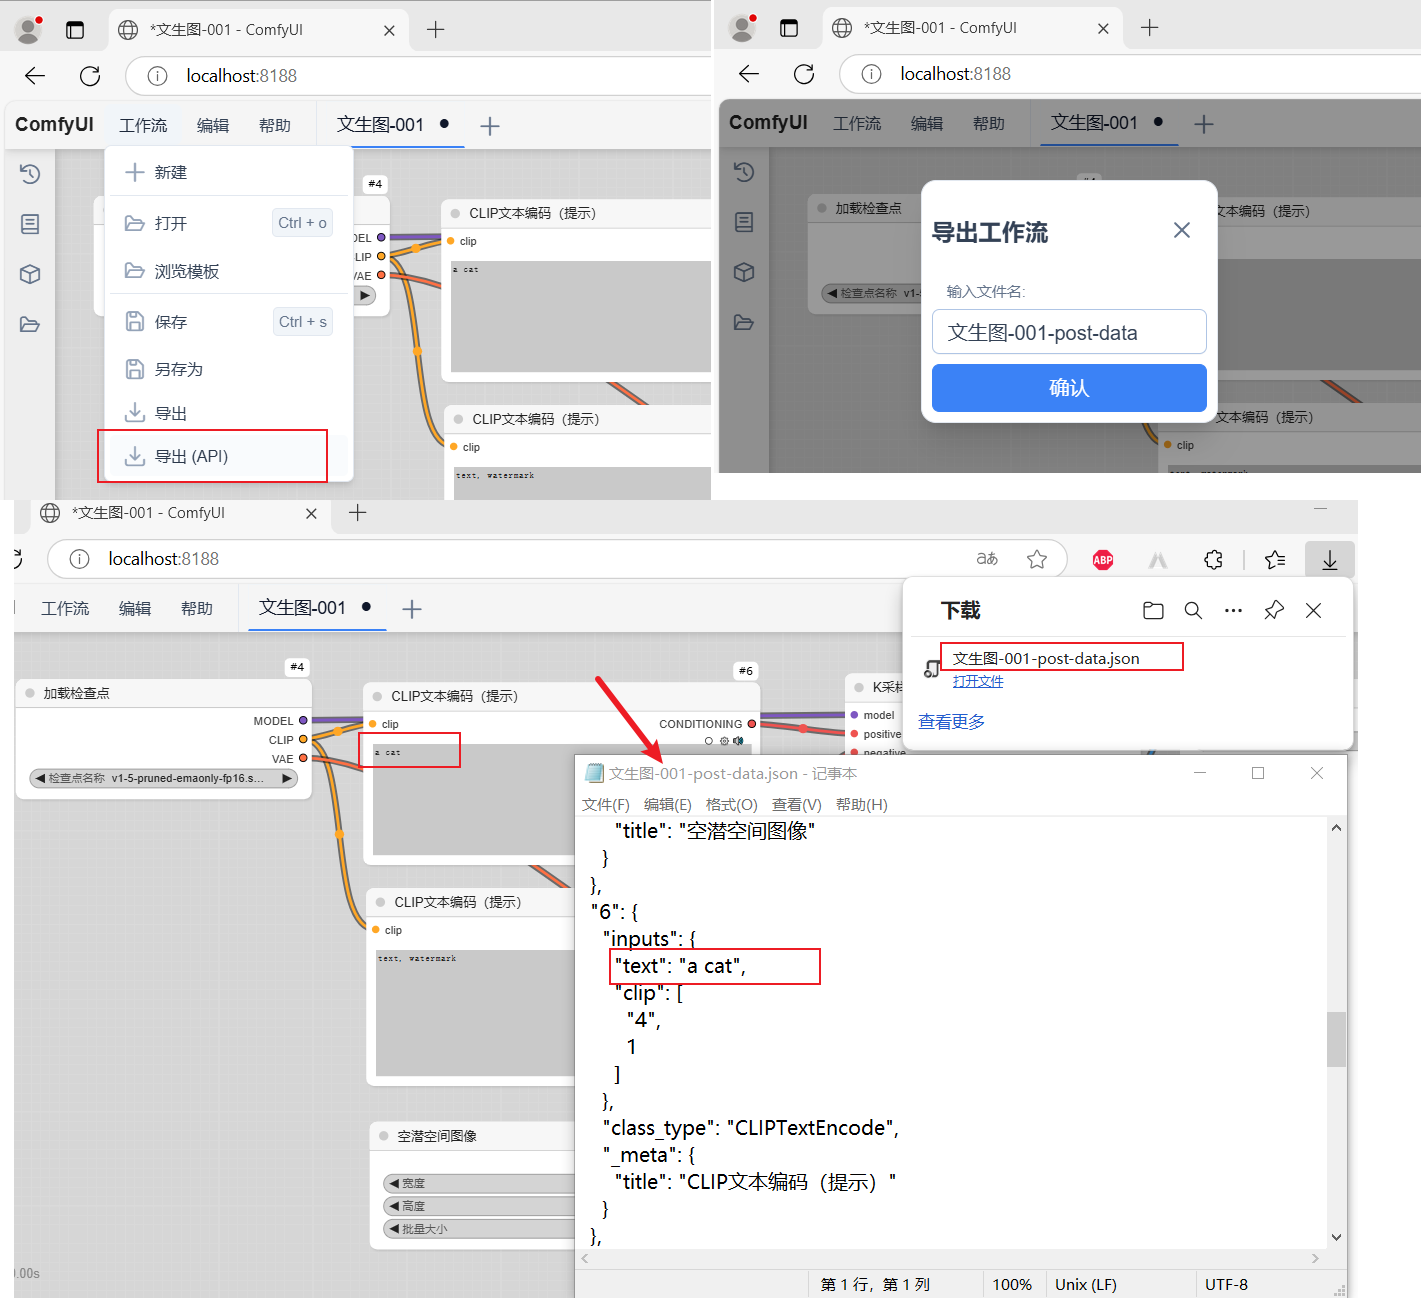 *文生图-001 - ComfyUI
localhost:8188
ComfyUI 工作流 编辑 帮助 文生图-001
新建
打开 Ctrl + o
浏览模板
保存 Ctrl + s
另存为
导出
导出 (API)
#4
DEL
LIP
VAE
CLIP文本编码（提示）
clip
a cat
CLIP文本编码（提示）
clip
text, watermark
*文生图-001 - ComfyUI
localhost:8188
ComfyUI 工作流 编辑 帮助 文生图-001
加载检查点
检查点名称 v1-5
文本编码（提示）
文本编码（提示）
clip
导出工作流
输入文件名:
文生图-001-post-data
确认
*文生图-001 - ComfyUI
localhost:8188
aあ
ABP
工作流 编辑 帮助 文生图-001
下载
文生图-001-post-data.json
打开文件
查看更多
#4
加载检查点
MODEL
CLIP
VAE
检查点名称 v1-5-pruned-emaonly-fp16.s...
#6
CLIP文本编码（提示）
clip
CONDITIONING
a cat
K采样
model
positive
negative
CLIP文本编码（提示）
clip
text, watermark
空潜空间图像
宽度
高度
批量大小
0.00s
文生图-001-post-data.json - 记事本
文件(F) 编辑(E) 格式(O) 查看(V) 帮助(H)
"title": "空潜空间图像"
}
},
"6": {
"inputs": {
"text": "a cat",
"clip": [
"4",
1
]
},
"class_type": "CLIPTextEncode",
"_meta": {
"title": "CLIP文本编码（提示）"
}
},
第 1 行，第 1 列 100% Unix (LF) UTF-8